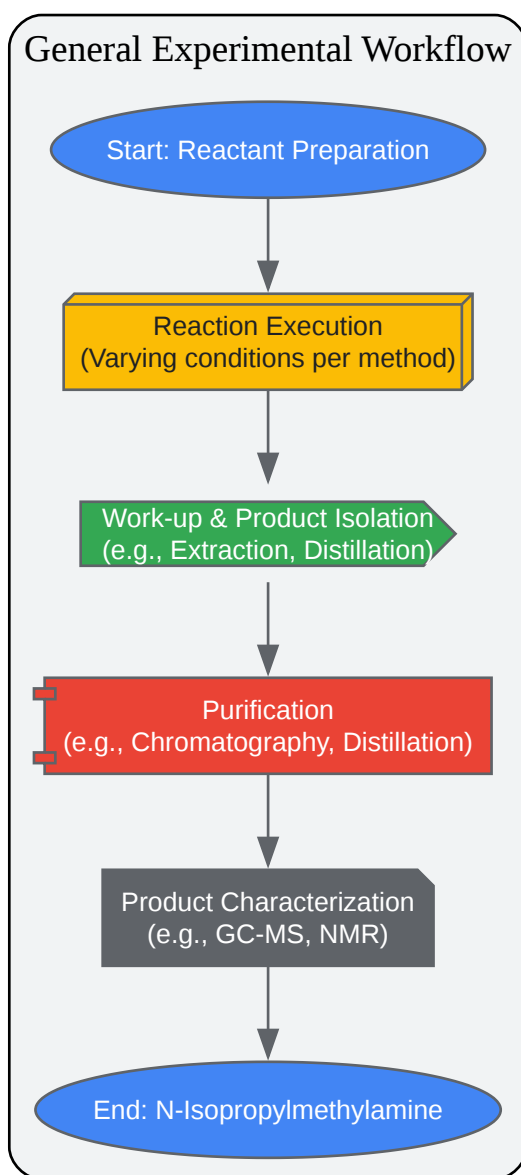 General Experimental Workflow
Start: Reactant Preparation
Reaction Execution
(Varying conditions per method)
Work-up & Product Isolation
(e.g., Extraction, Distillation)
Purification
(e.g., Chromatography, Distillation)
Product Characterization
(e.g., GC-MS, NMR)
End: N-Isopropylmethylamine